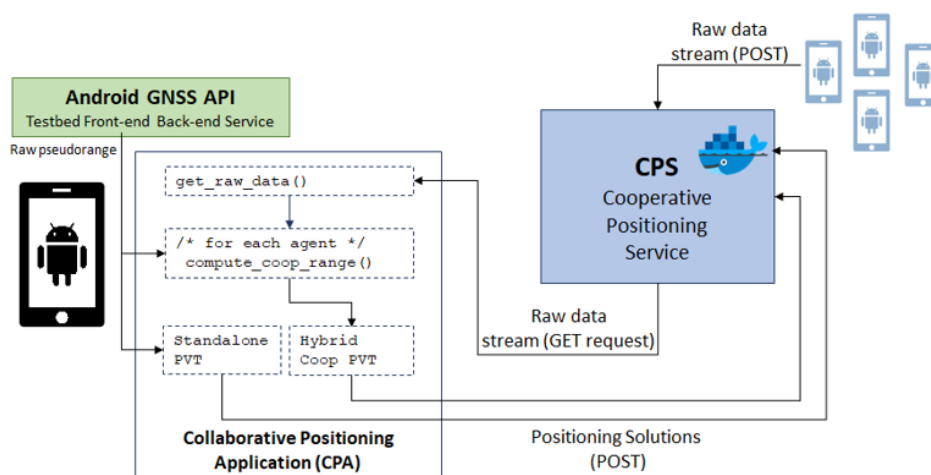 Raw data
stream (POST)
Android GNSS API
Testbed Front-end Back-end Service
Raw pseudorange
get_raw_data()
/* for each agent */
compute_coop_range()
Standalone
PVT
Hybrid
Coop PVT
CPS
Cooperative
Positioning
Service
Raw data
stream (GET request)
Collaborative Positioning
Application (CPA)
Positioning Solutions
(POST)